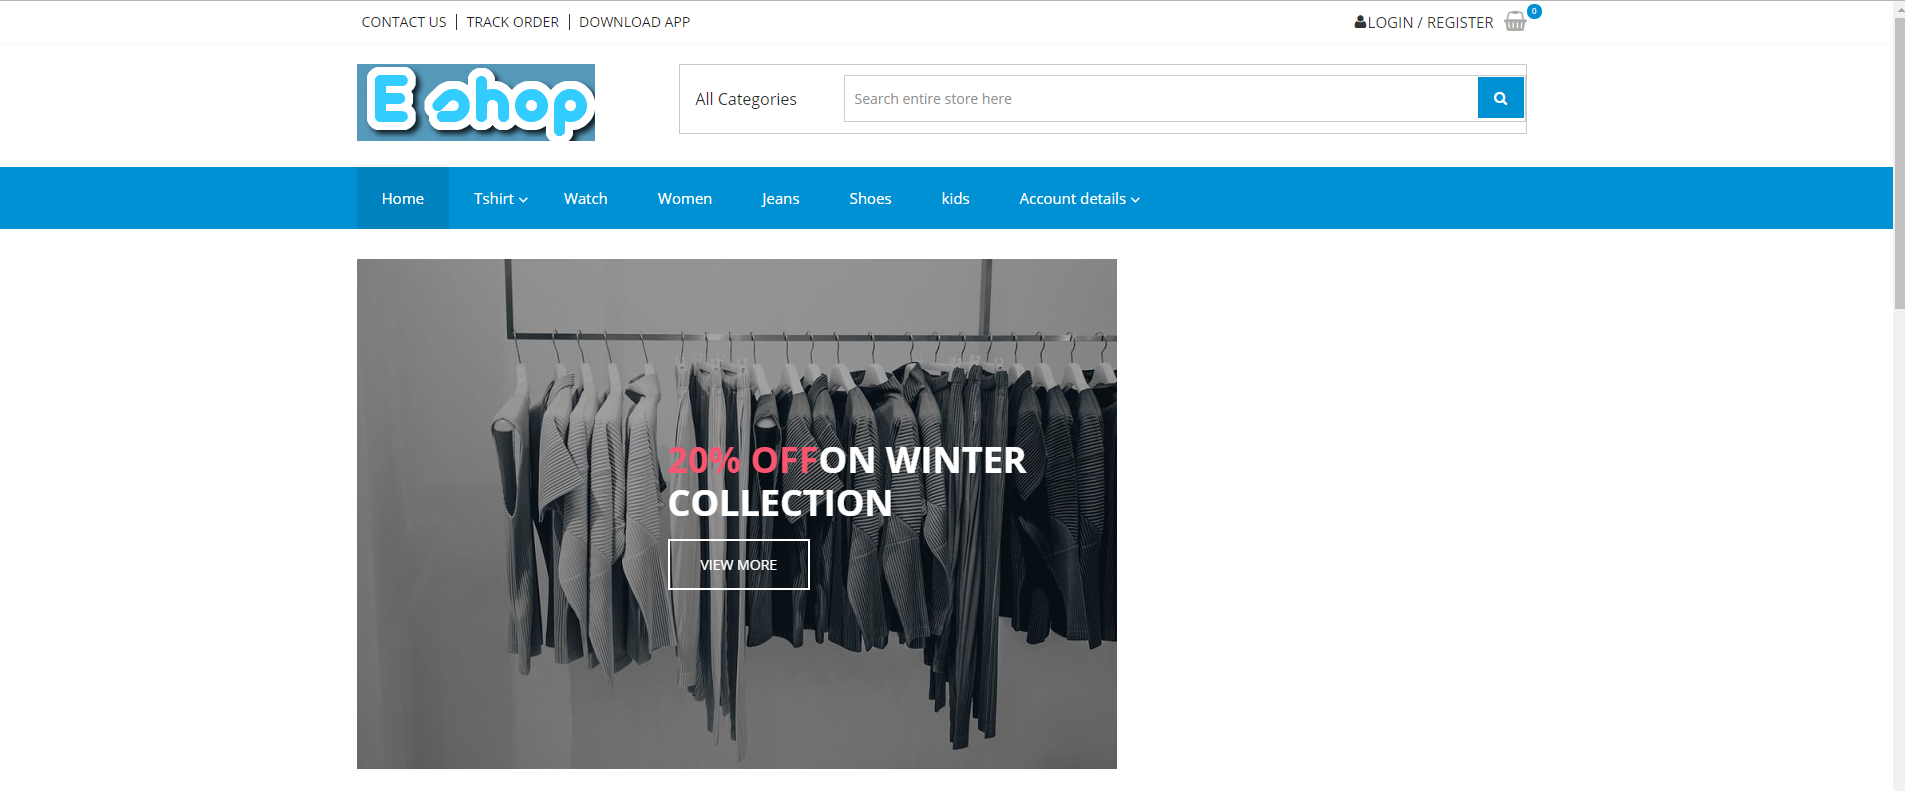 CONTACT US | TRACK ORDER | DOWNLOAD APP
LOGIN / REGISTER 0
E shop
All Categories
Search entire store here
Home Tshirt Watch Women Jeans Shoes kids Account details
20% OFFON WINTER
COLLECTION
VIEW MORE